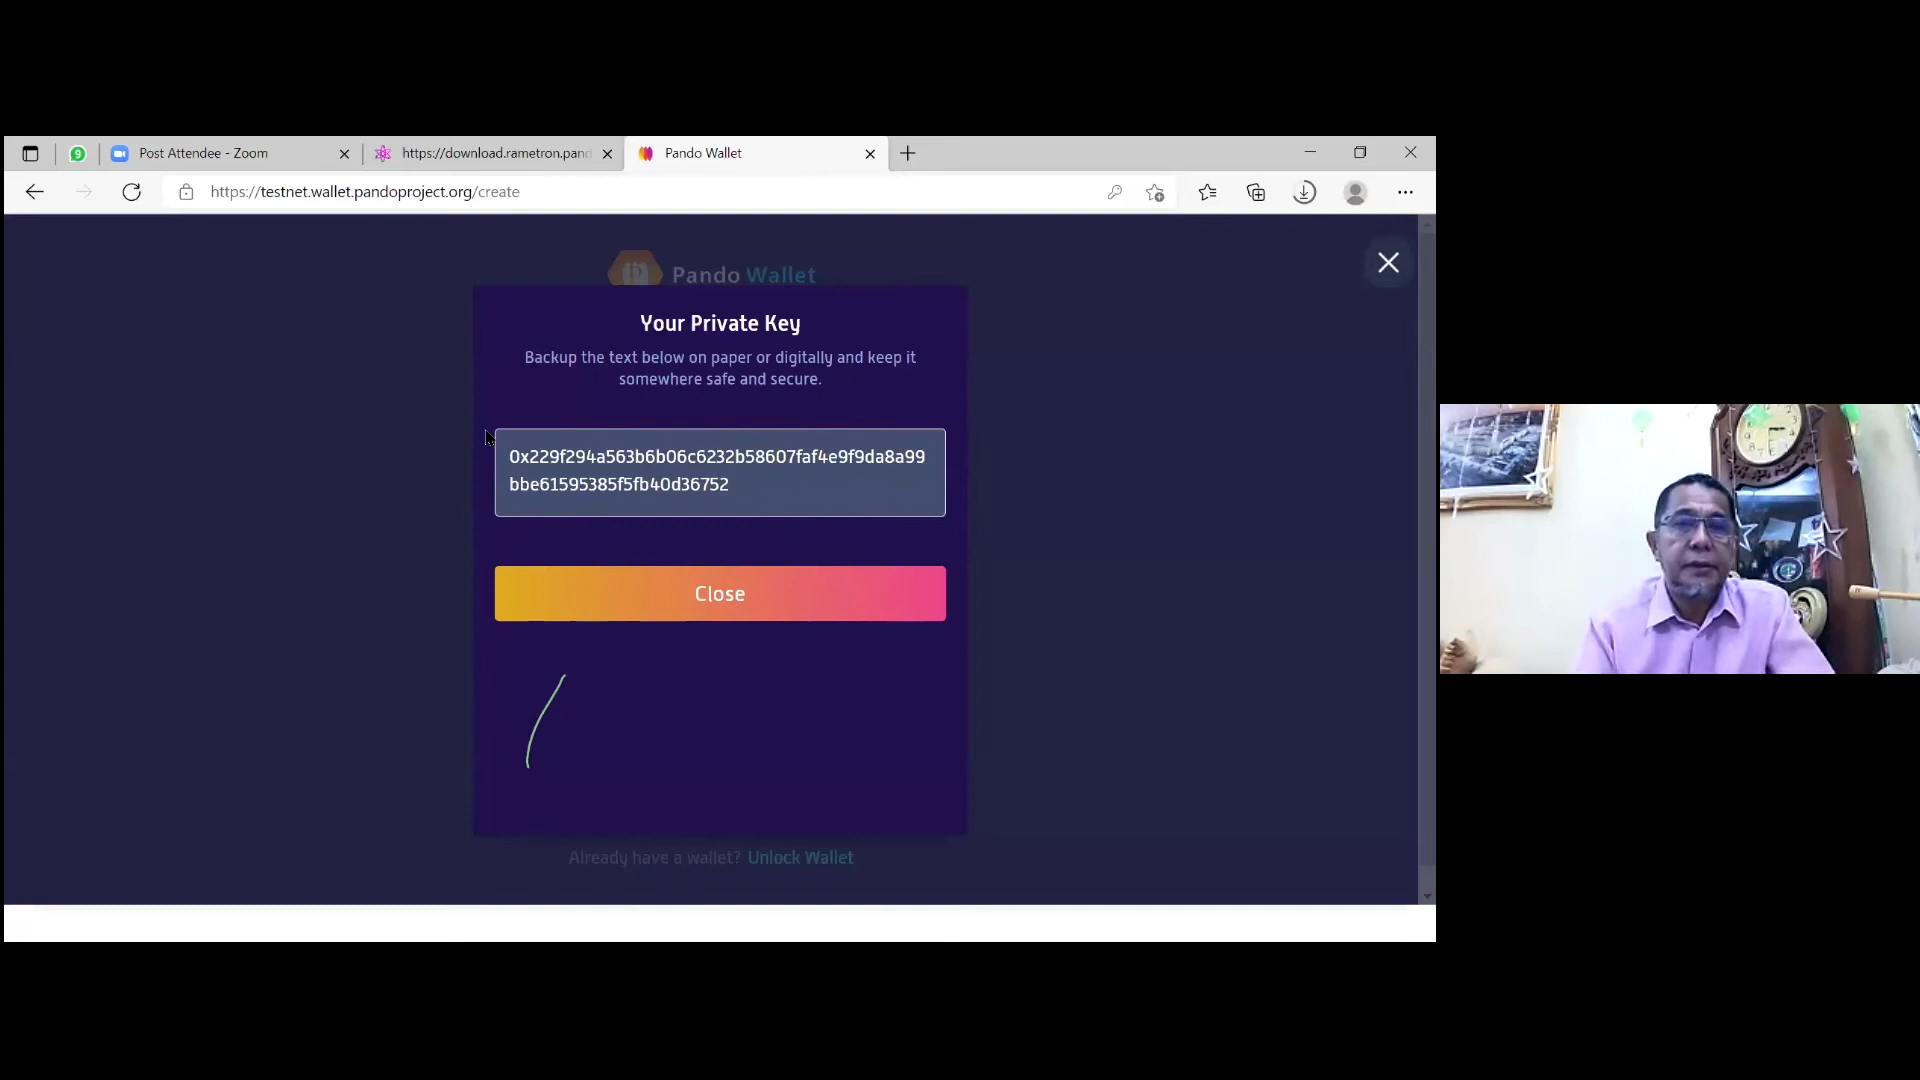 9
Post Attendee - Zoom
https://download.rametron.pand
Pando Wallet
https://testnet.wallet.pandoproject.org/create
Pando Wallet
Your Private Key
Backup the text below on paper or digitally and keep it
somewhere safe and secure.
0x229f294a563b6b06c6232b58607faf4e9f9da8a99
bbe61595385f5fb40d36752
Close
Already have a wallet? Unlock Wallet